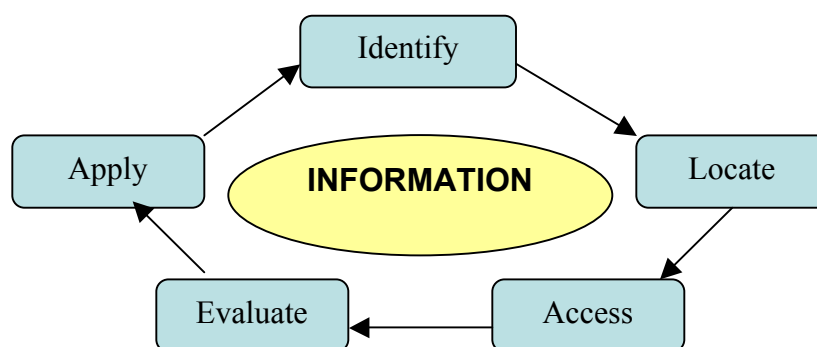 Identify
Apply
INFORMATION
Locate
Evaluate
Access